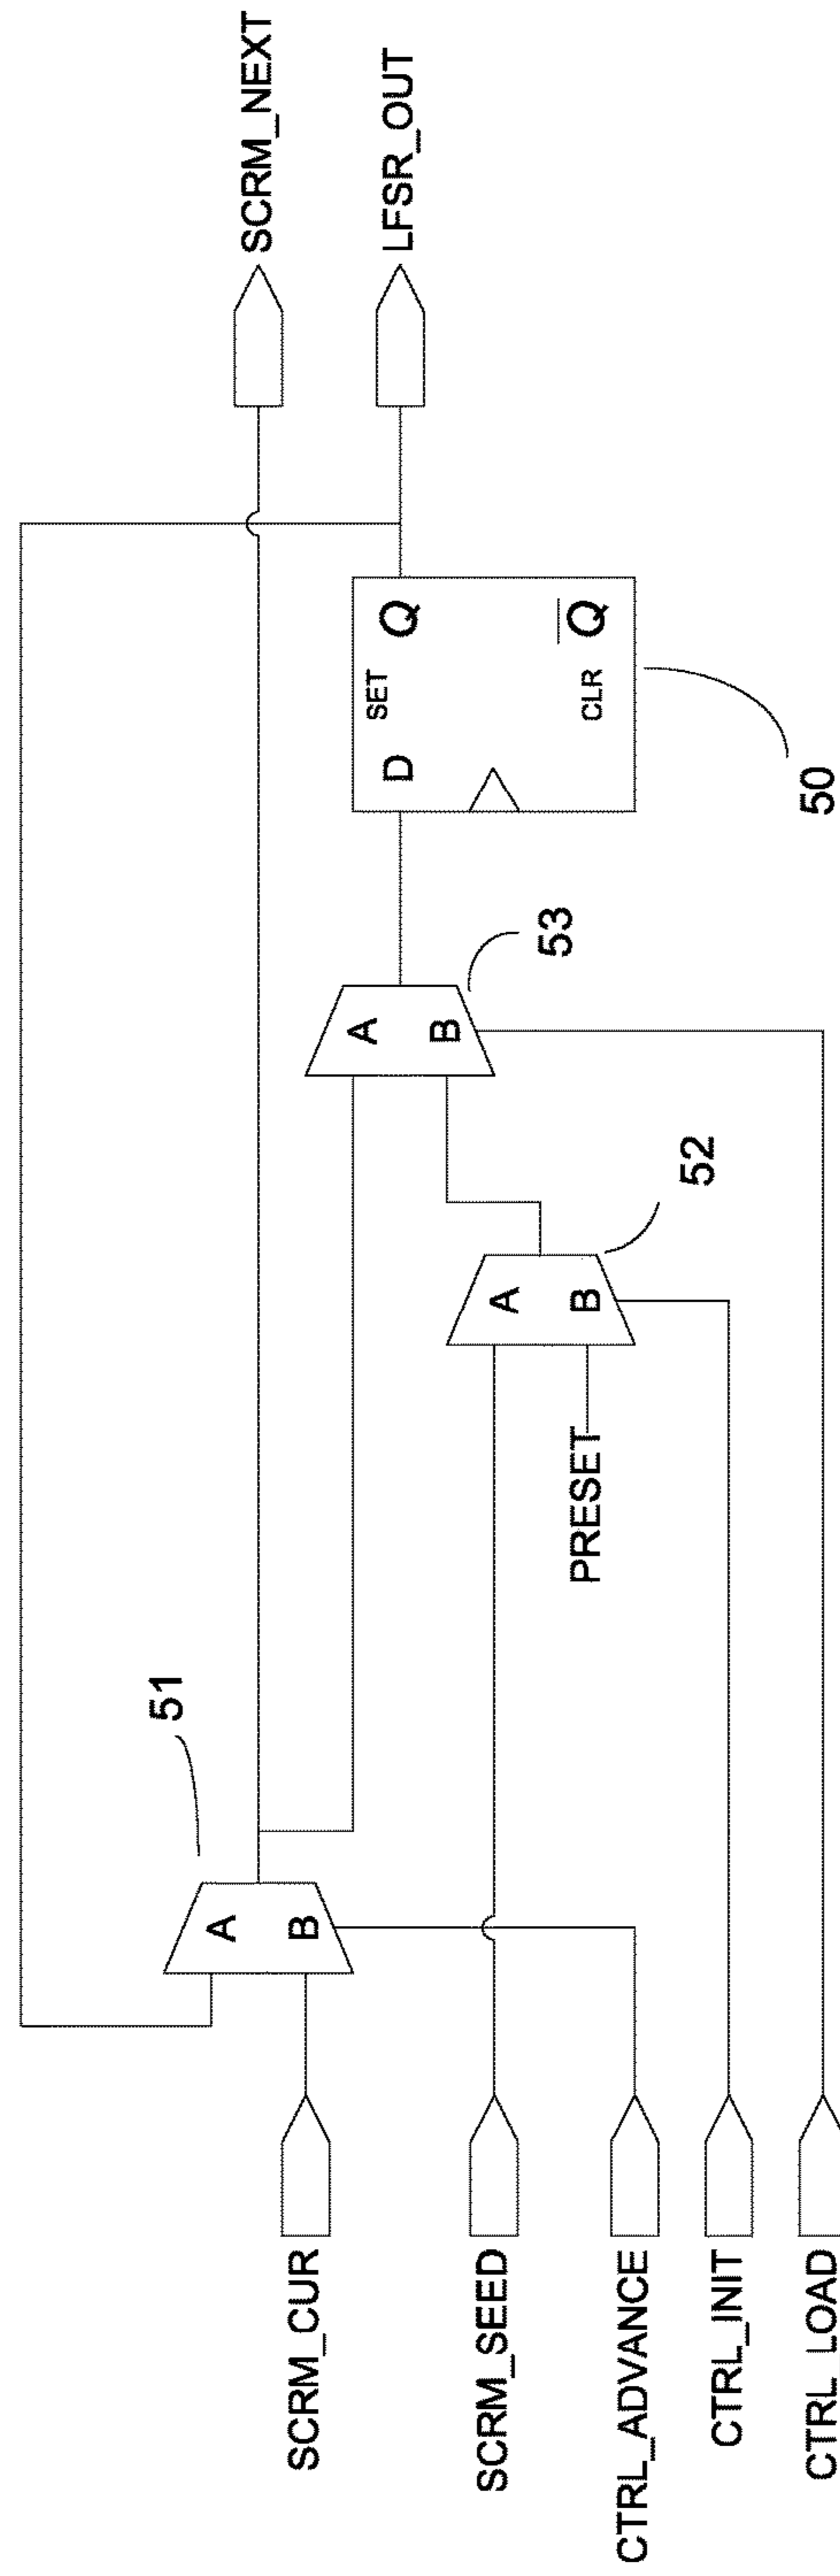 SCRM_CUR
SCRM_SEED
CTRL_ADVANCE
CTRL_INIT
CTRL_LOAD
51
A
B
PRESET
52
A
B
53
A
B
D
SET
Q
CLR
Q
50
SCRM_NEXT
LFSR_OUT